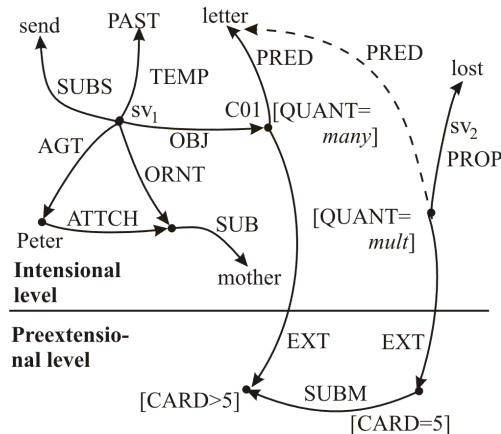 send
PAST
letter
PRED
PRED
lost
SUBS
TEMP
sv1
C01
[QUANT=
many]
OBJ
sv2
PROP
AGT
ORNT
ATTCH
SUB
[QUANT=
mult]
Peter
mother
Intensional
level
Preextensio-
nal level
EXT
EXT
SUBM
[CARD>5]
[CARD=5]